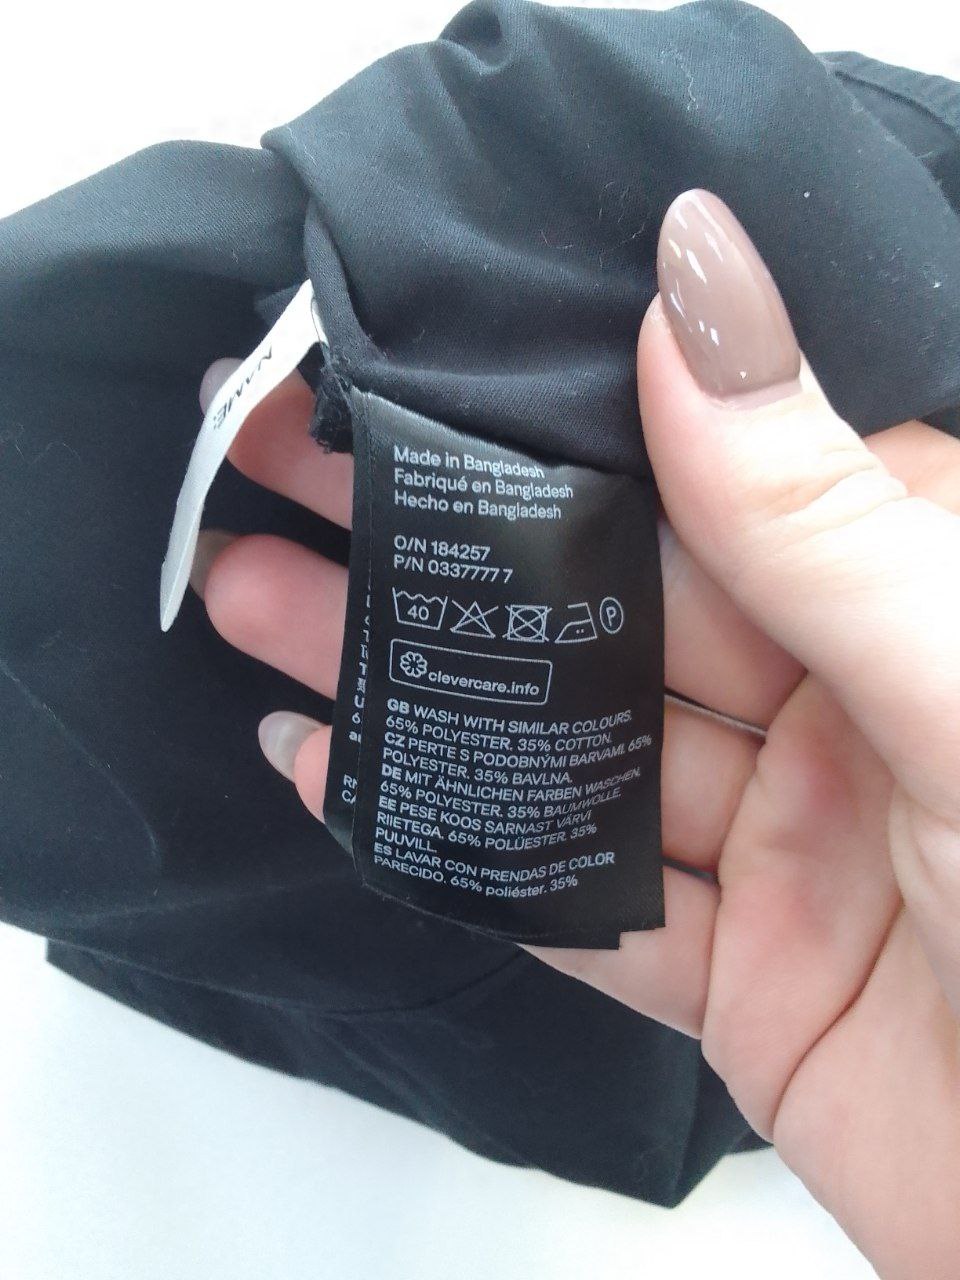 NAME:
Made in Bangladesh
Fabriqué en Bangladesh
Hecho en Bangladesh
O/N 184257
P/N 0337777 7
40
P
clevercare.info
GB WASH WITH SIMILAR COLOURS.
65% POLYESTER. 35% COTTON.
CZ PERTE S PODOBNÝMI BARVAMI. 65%
POLYESTER. 35% BAVLNA.
DE MIT ÄHNLICHEN FARBEN WASCHEN.
65% POLYESTER. 35% BAUMWOLLE.
EE PESE KOOS SARNAST VÄRVI
RIIETEGA. 65% POLÜESTER. 35%
PUUVILL.
ES LAVAR CON PRENDAS DE COLOR
PARECIDO. 65% poliéster. 35%